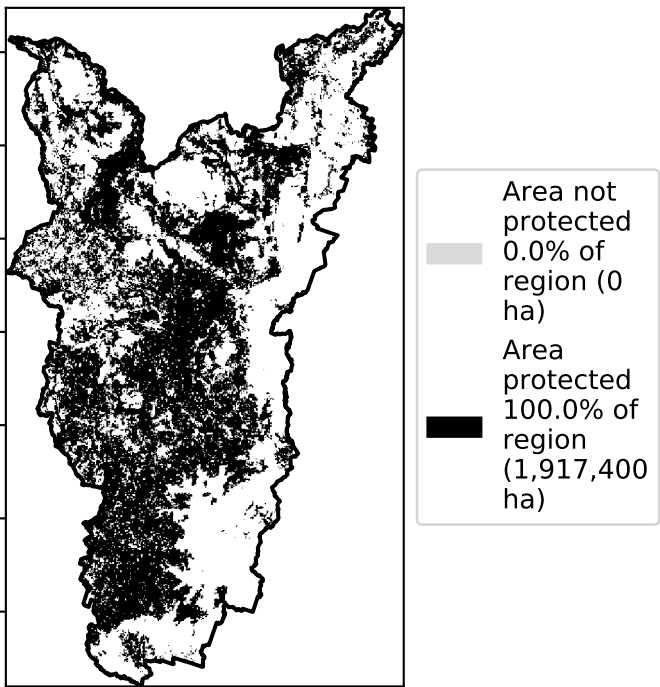 Area not
protected
0.0% of
region (0
ha)
Area
protected
100.0% of
region
(1,917,400
ha)